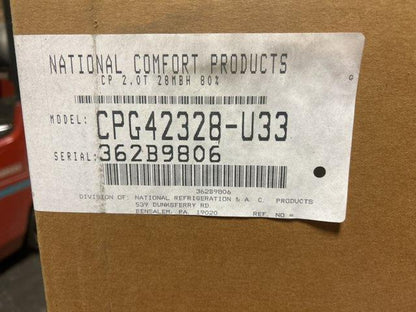 NATIONAL COMFORT PRODUCTS
CP 2.0T 28MBH 80%
G
MODEL: CPG42328-U33
SERIAL: 362B9806
362B9806
DIVISION OF NATIONAL REFRIGERATION & A C. PRODUCTS
539 DUNKSFERRY RD
BENSALEM, PA 19020 REF. NO =